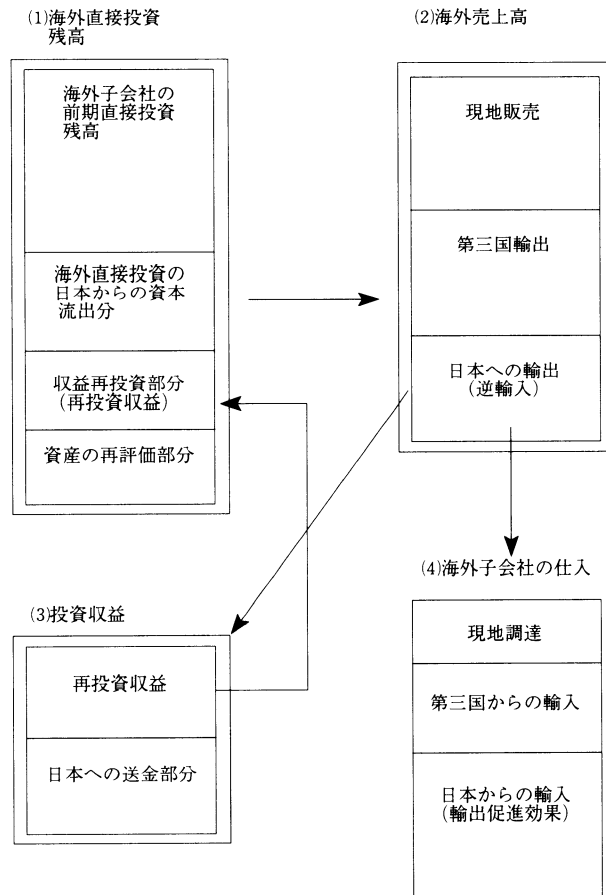 (1)海外直接投資
残高
海外子会社の
前期直接投資
残高
海外直接投資の
日本からの資本
流出分
収益再投資部分
(再投資収益)
資産の再評価部分
(2)海外売上高
現地販売
第三国輸出
日本への輸出
(逆輸入)
(3)投資収益
再投資収益
日本への送金部分
(4)海外子会社の仕入
現地調達
第三国からの輸入
日本からの輸入
(輸出促進効果)